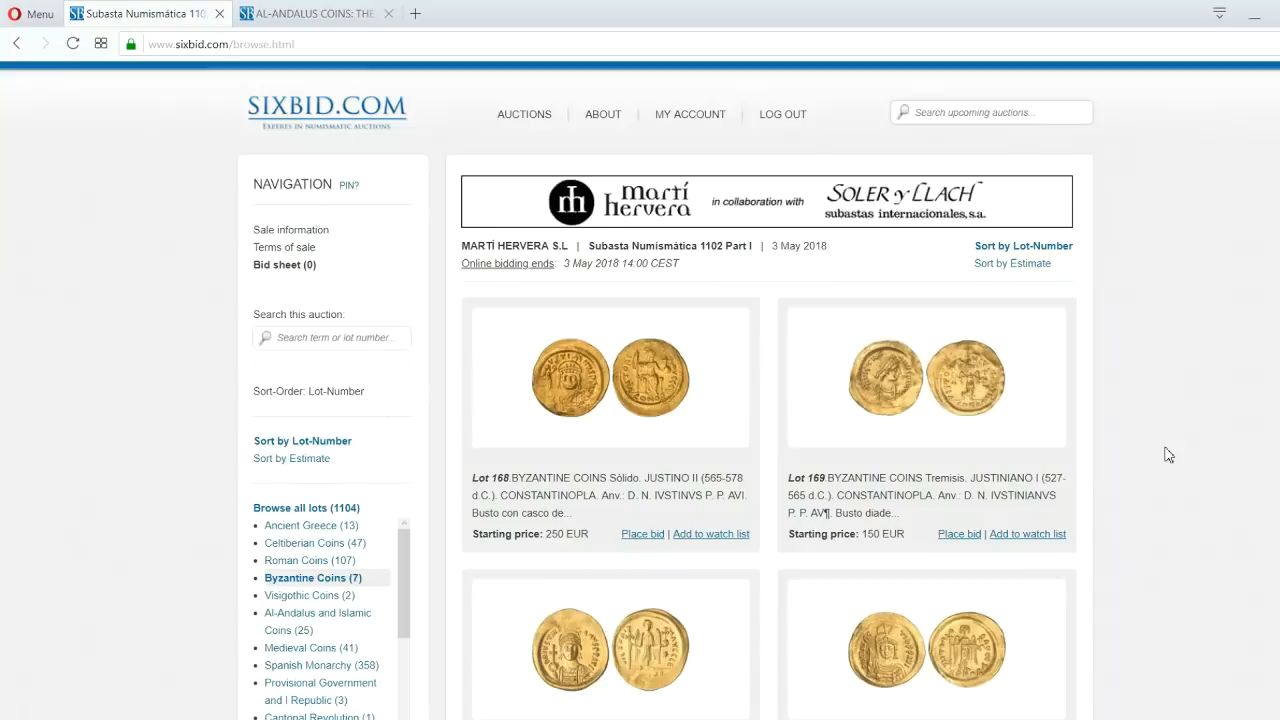 Menu
Subasta Numismática 110
AL-ANDALUS COINS: THE
www.sixbid.com/browse.html
SIXBID.COM
EXPERTS IN NUMISMATIC AUCTIONS
AUCTIONS
ABOUT
MY ACCOUNT
LOG OUT
Search upcoming auctions...
NAVIGATION PIN?
Sale information
Terms of sale
Bid sheet (0)
Search this auction:
Search term or lot number...
Sort-Order: Lot-Number
Sort by Lot-Number
Sort by Estimate
Browse all lots (1104)
Ancient Greece (13)
Celtiberian Coins (47)
Roman Coins (107)
Byzantine Coins (7)
Visigothic Coins (2)
Al-Andalus and Islamic
Coins (25)
Medieval Coins (41)
Spanish Monarchy (358)
Provisional Government
and I Republic (3)
Cantonal Revolution (1)
mh martí
hervera
in collaboration with
SOLER y LLACH
subastas internacionales, s.a.
MARTÍ HERVERA S.L | Subasta Numismática 1102 Part I | 3 May 2018
Online bidding ends: 3 May 2018 14:00 CEST
Sort by Lot-Number
Sort by Estimate
Lot 168.BYZANTINE COINS Sólido. JUSTINO II (565-578
d.C.). CONSTANTINOPLA. Anv.: D. N. IVSTINVS P. P. AVI.
Busto con casco de...
Starting price: 250 EUR
Place bid | Add to watch list
Lot 169.BYZANTINE COINS Tremisis. JUSTINIANO I (527-
565 d.C.). CONSTANTINOPLA. Anv.: D. N. IVSTINIANVS
P. P. AV¶. Busto diade...
Starting price: 150 EUR
Place bid | Add to watch list